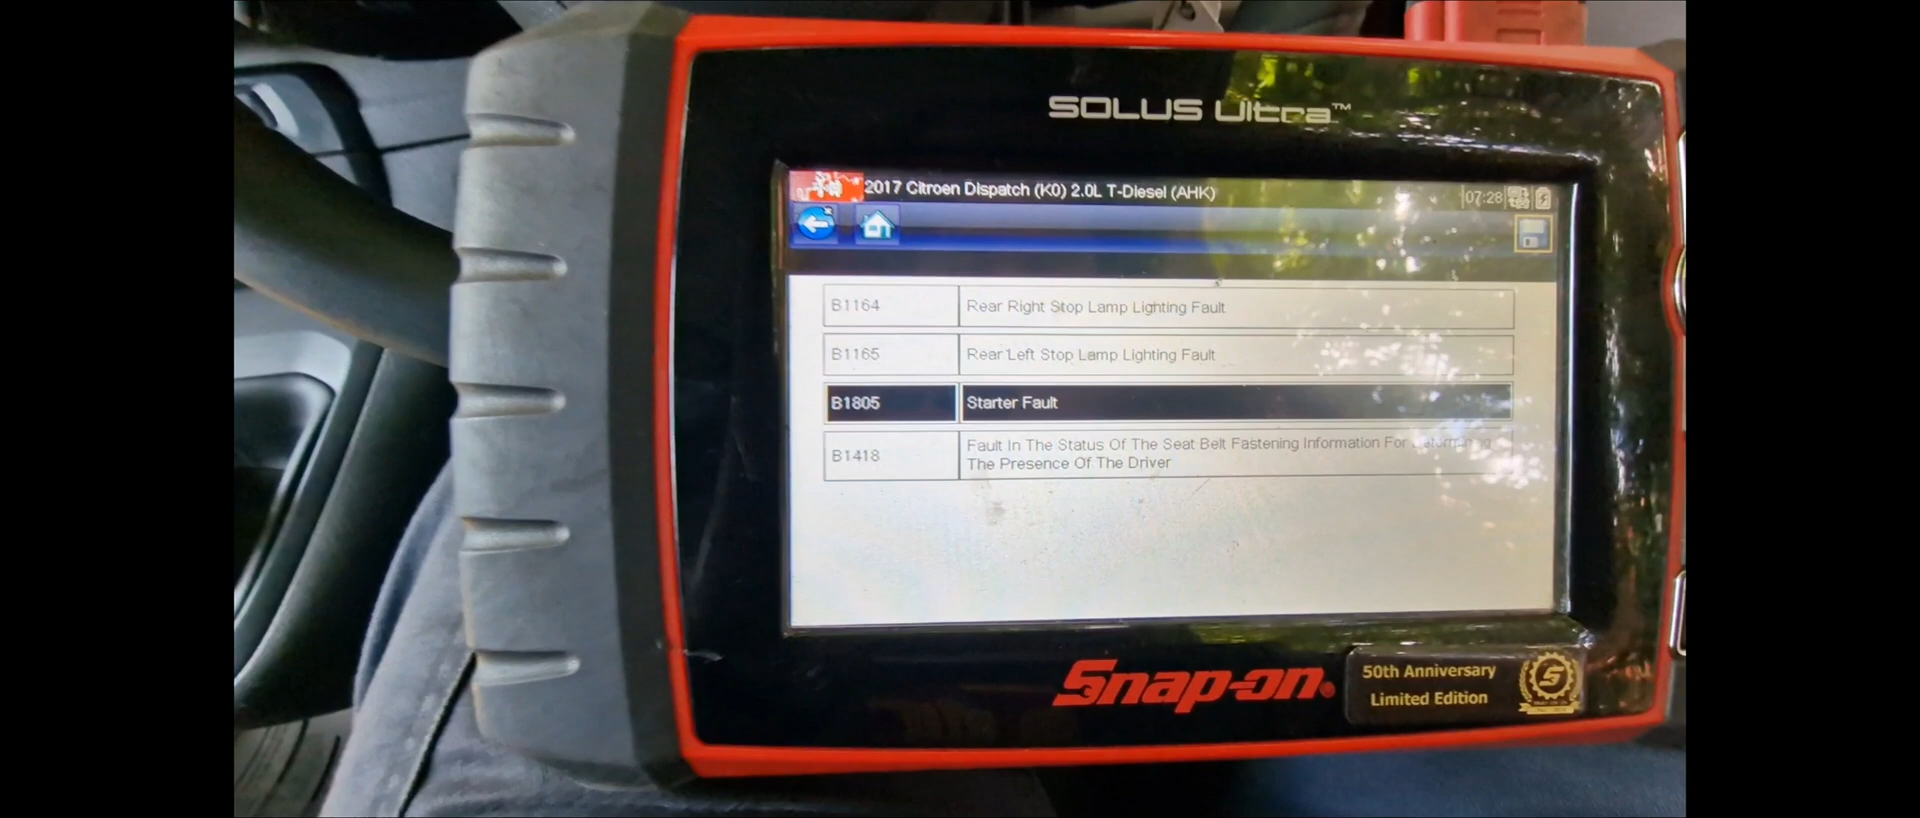 SOLUS Ultra™
2017 Citroen Dispatch (K0) 2.0L T-Diesel (AHK)
07:28
B1164 Rear Right Stop Lamp Lighting Fault
B1165 Rear Left Stop Lamp Lighting Fault
B1805 Starter Fault
B1418 Fault In The Status Of The Seat Belt Fastening Information For
The Presence Of The Driver
Snap-on®
50th Anniversary
Limited Edition
S